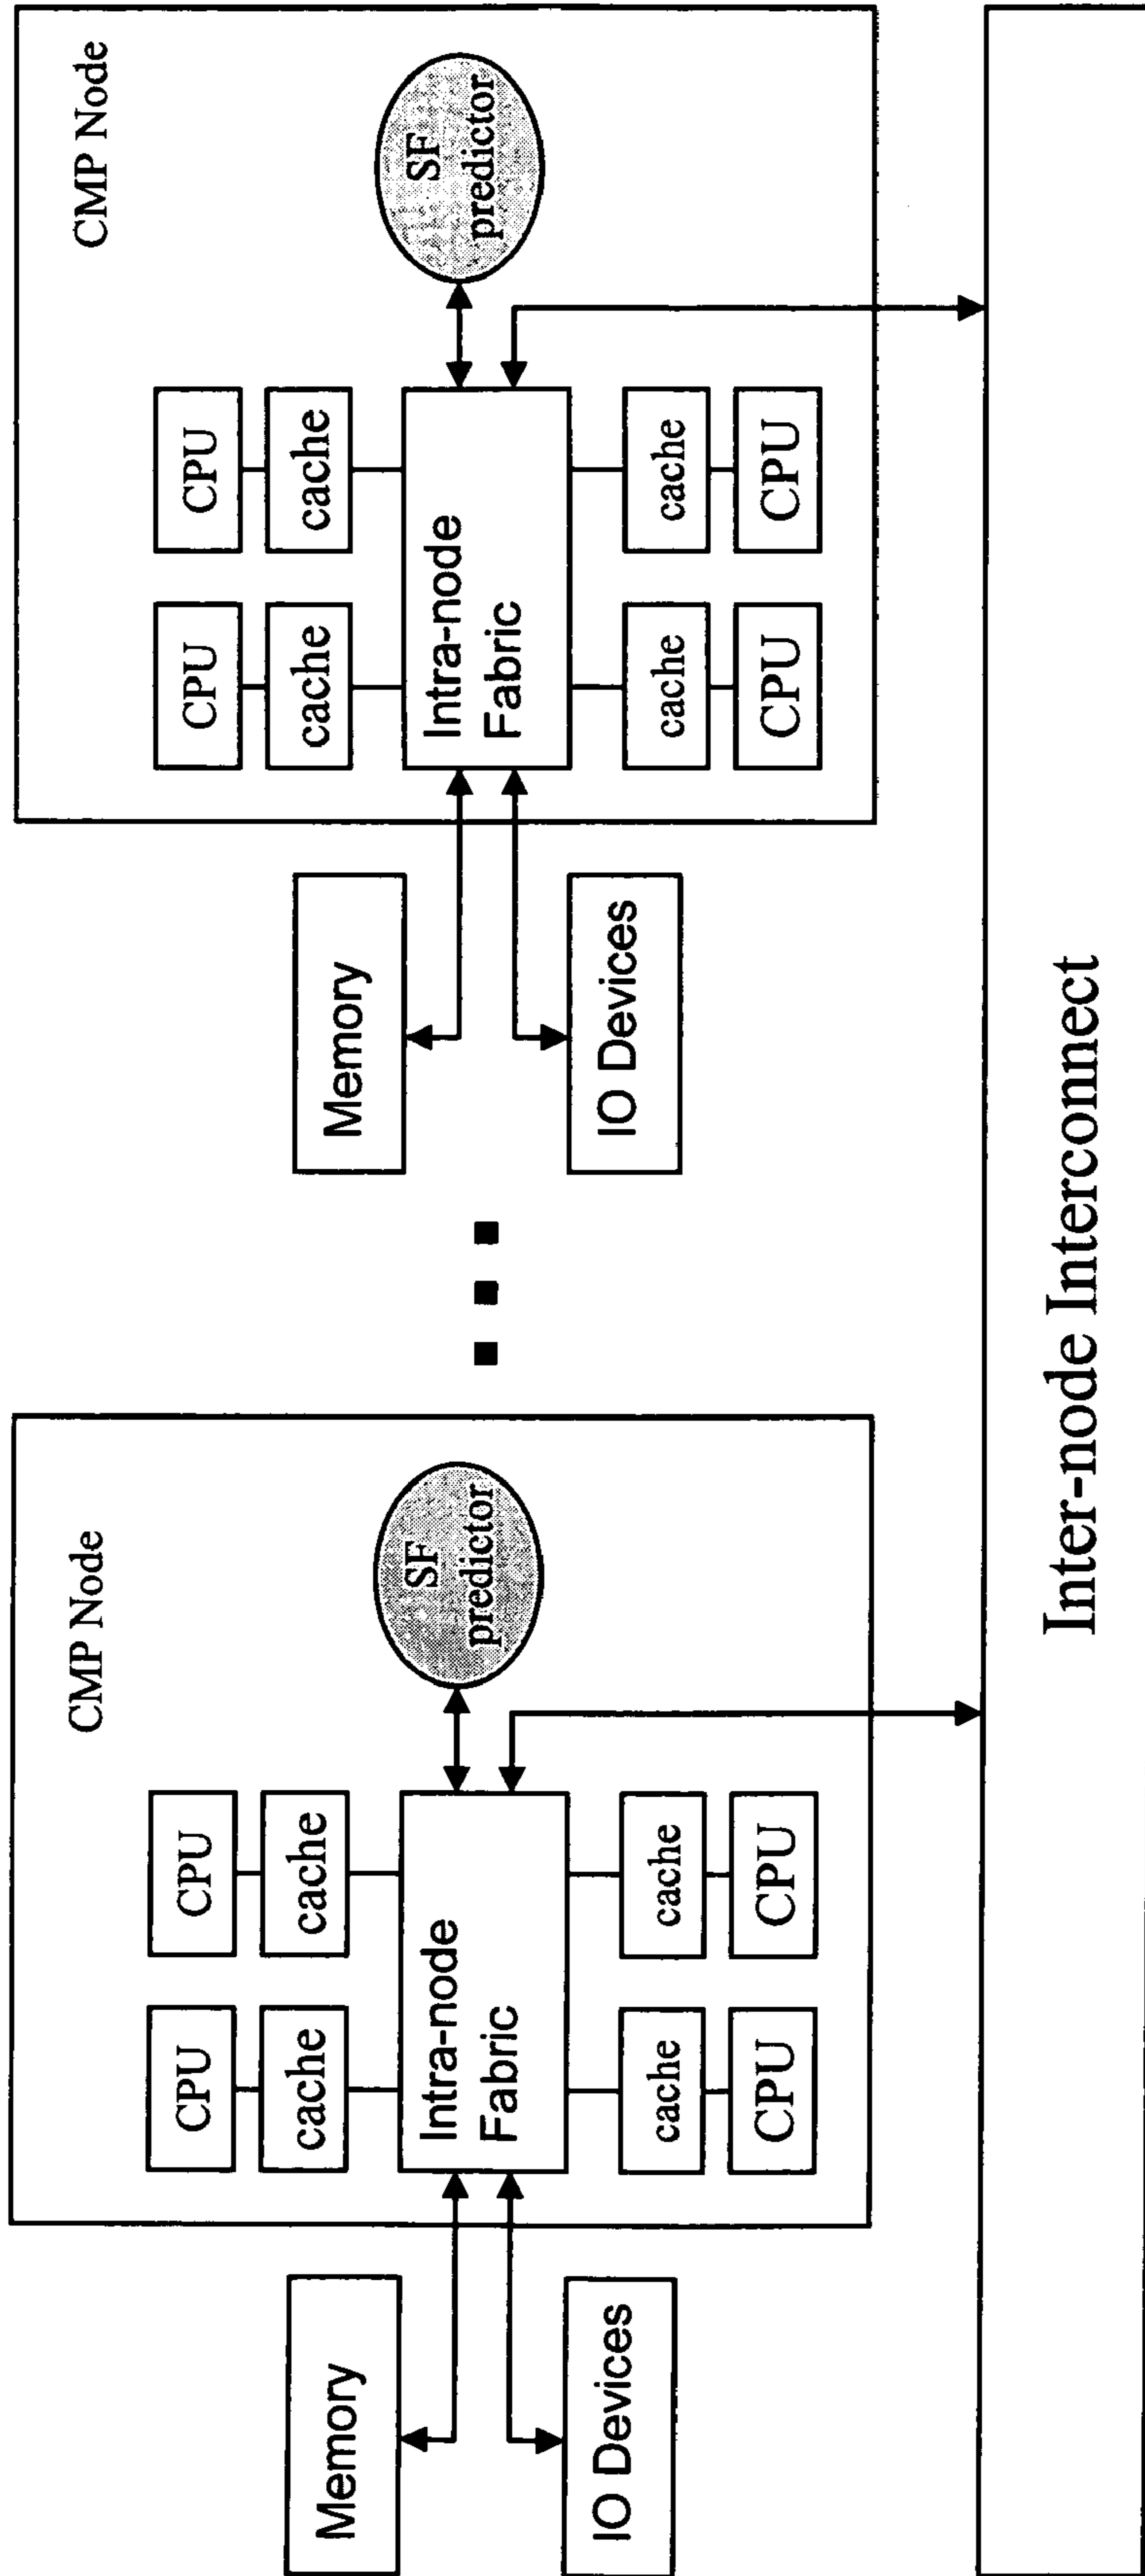 CMP Node
CPU
CPU
cache
cache
Memory
Intra-node
Fabric
SF
predictor
IO Devices
cache
cache
CPU
CPU
CMP Node
CPU
CPU
cache
cache
Memory
Intra-node
Fabric
SF
predictor
IO Devices
cache
cache
CPU
CPU
Inter-node Interconnect